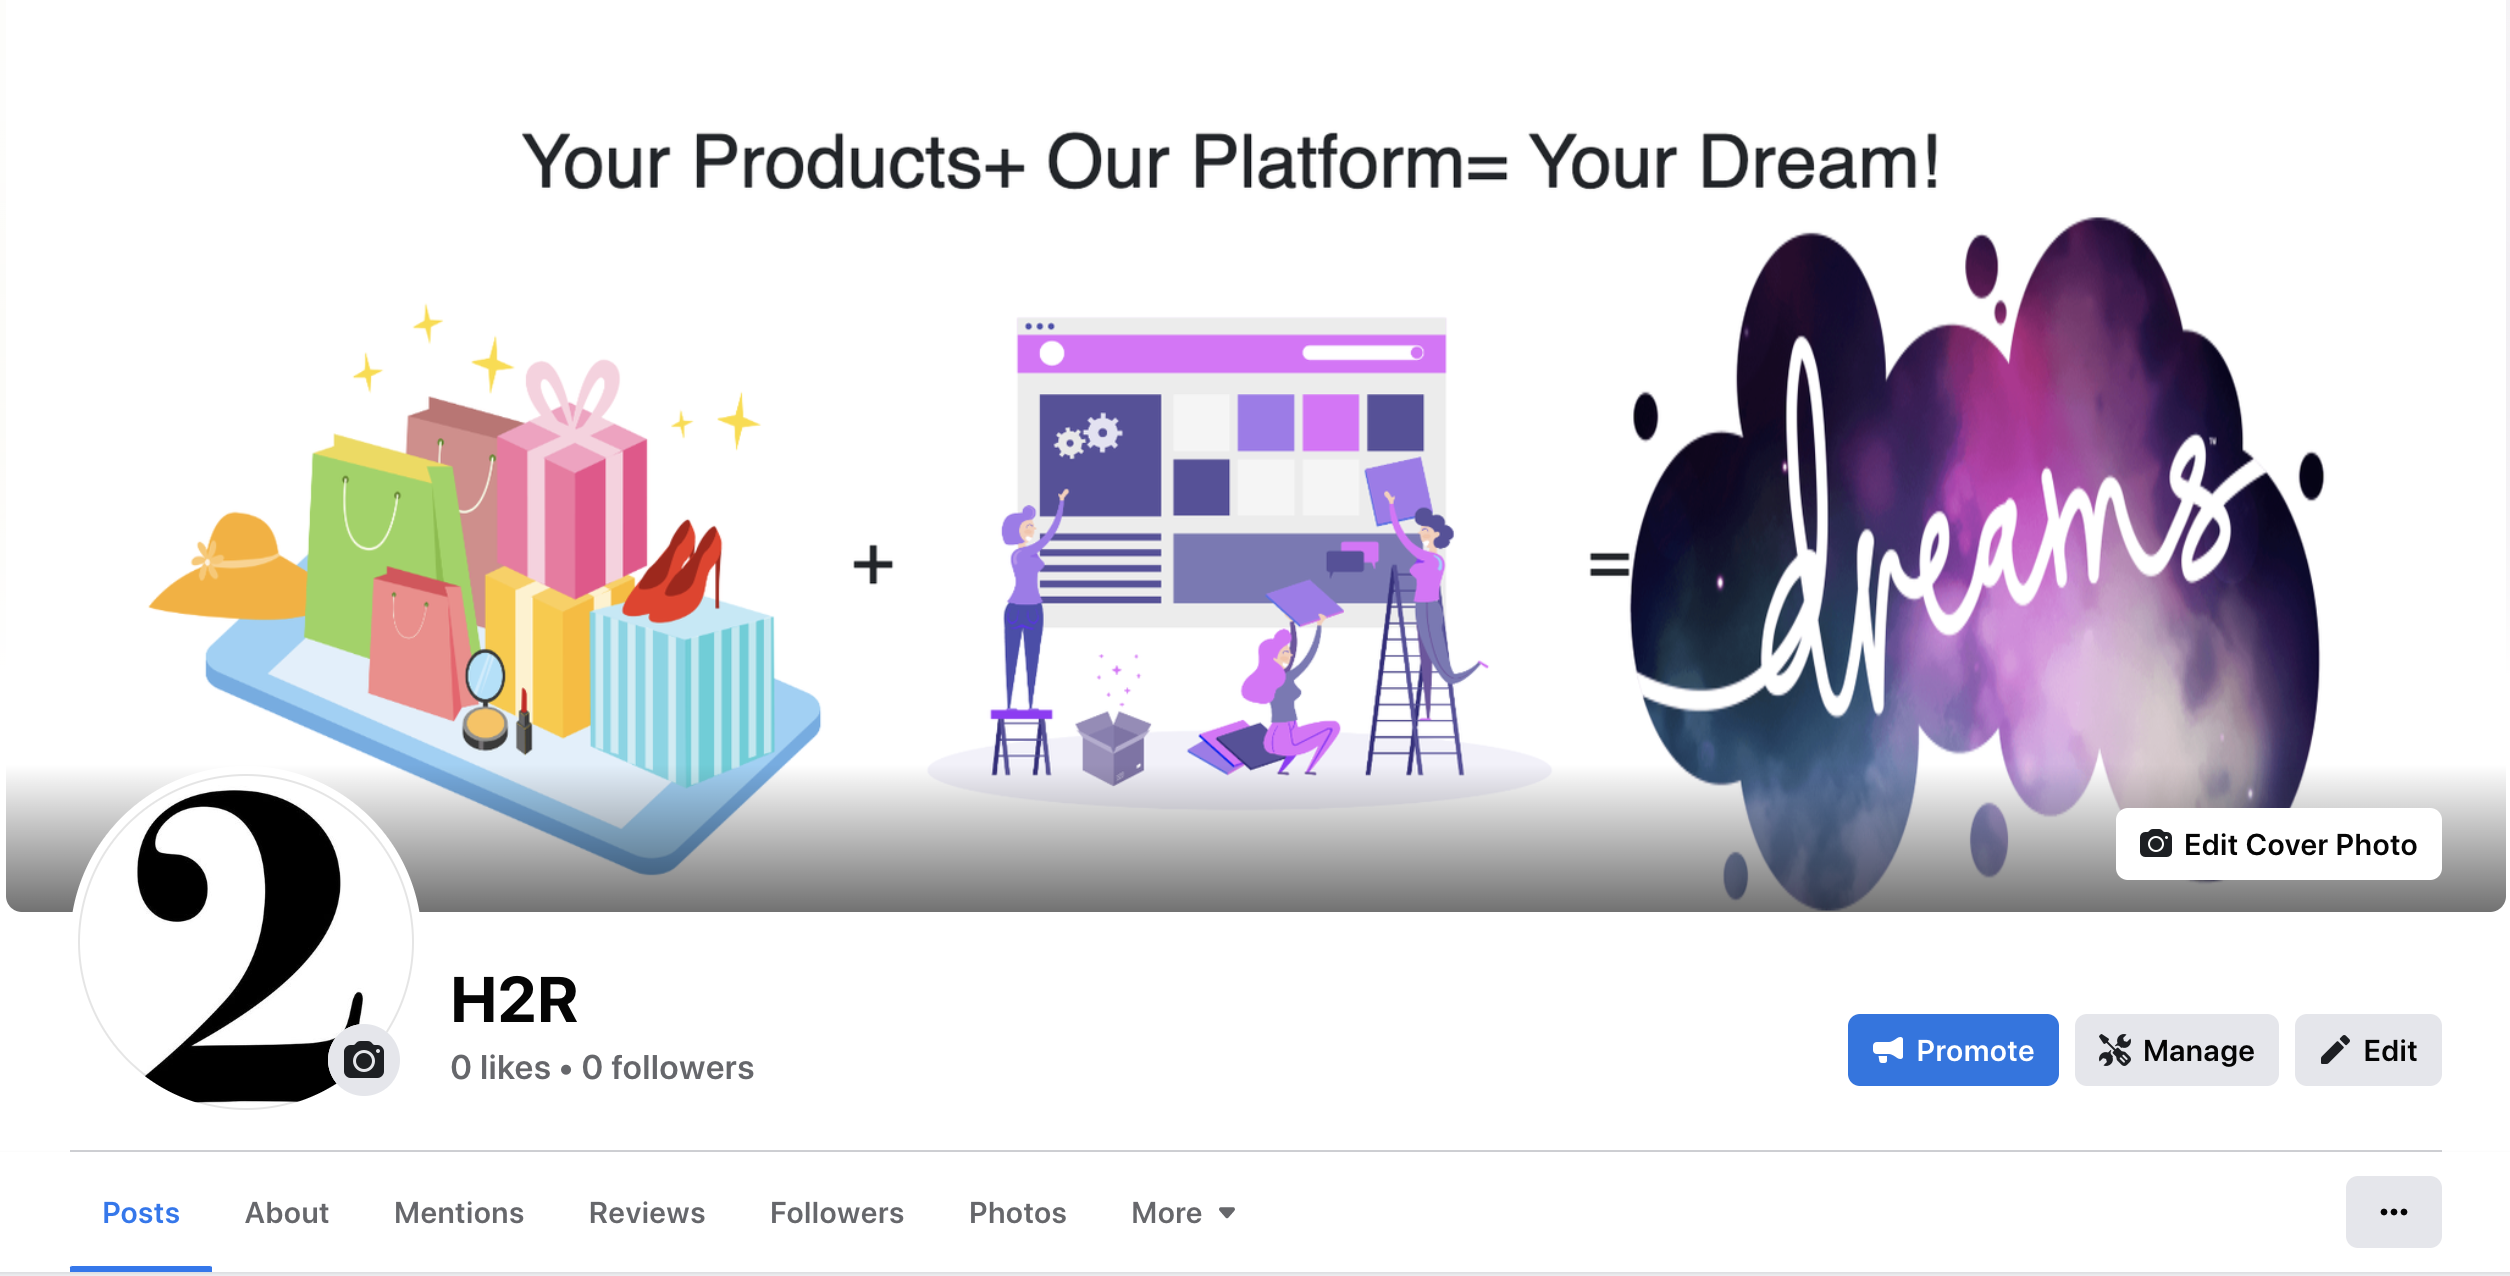 Your Products+ Our Platform= Your Dream!
+
=
dreams
TM
Edit Cover Photo
2
H2R
0 likes • 0 followers
Promote
Manage
Edit
Posts
About
Mentions
Reviews
Followers
Photos
More